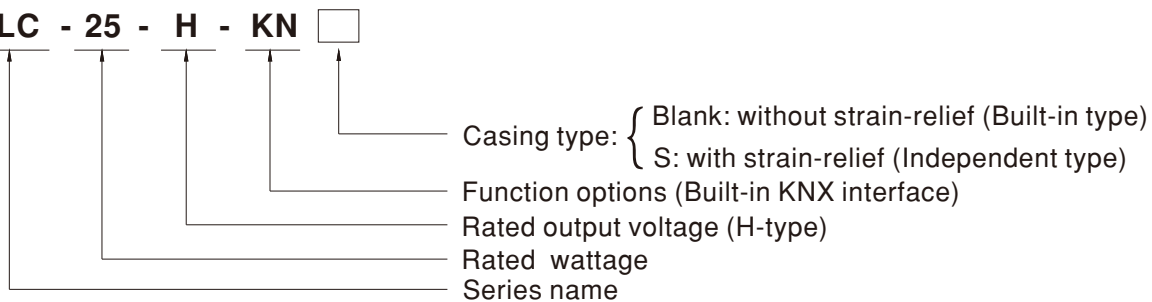 LC - 25 - H - KN
Casing type: { Blank: without strain-relief (Built-in type)
S: with strain-relief (Independent type)
Function options (Built-in KNX interface)
Rated output voltage (H-type)
Rated wattage
Series name